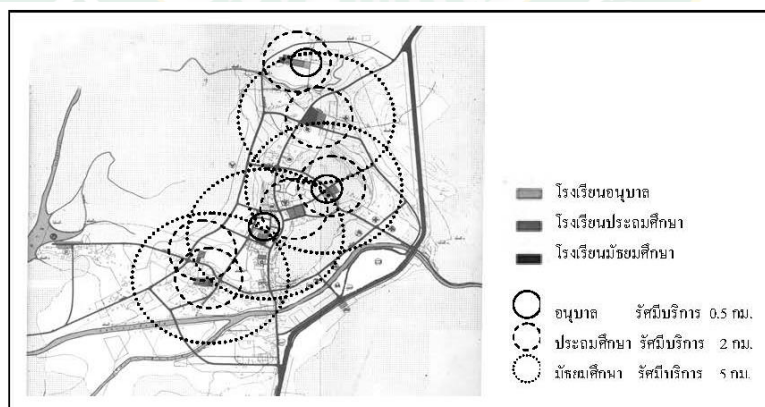 โรงเรียนอนุบาล
โรงเรียนประถมศึกษา
โรงเรียนมัธยมศึกษา
อนุบาล รัศมีบริการ 0.5 กม.
ประถมศึกษา รัศมีบริการ 2 กม.
มัธยมศึกษา รัศมีบริการ 5 กม.